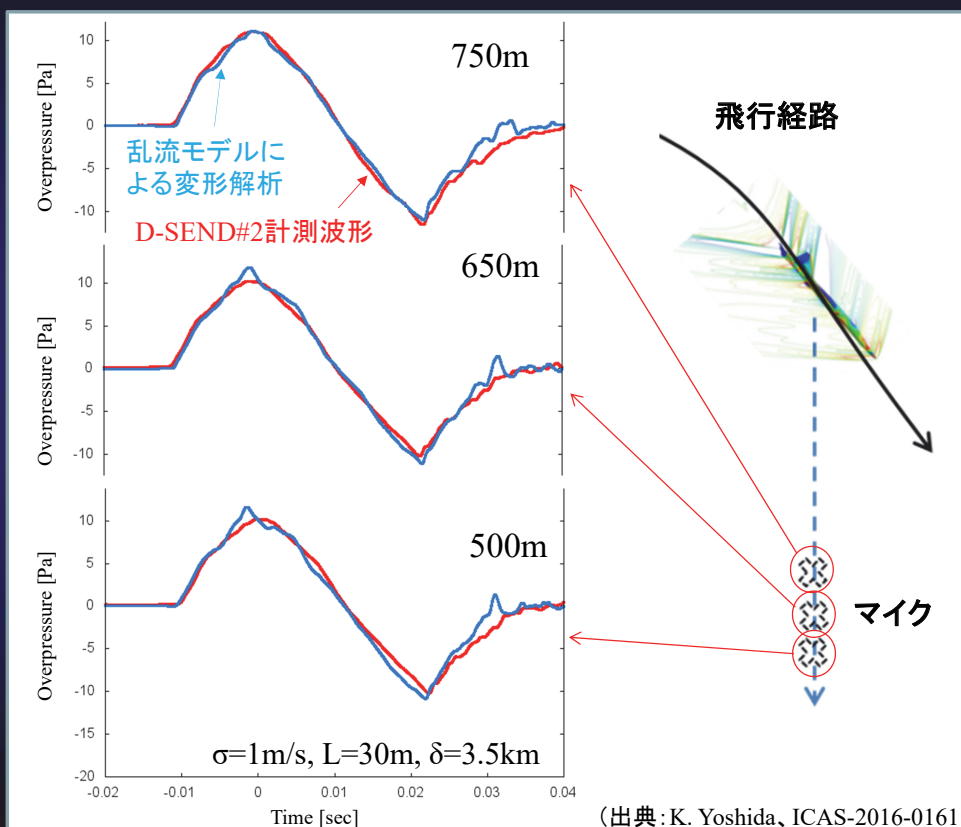 Overpressure [Pa]
10
5
0
-5
-10
750m
乱流モデルに
よる変形解析
D-SEND#2計測波形
Overpressure [Pa]
10
5
0
-5
-10
650m
Overpressure [Pa]
10
5
0
-5
-10
-15
-20
500m
σ=1m/s, L=30m, δ=3.5km
-0.02
-0.01
0
0.01
0.02
0.03
0.04
Time [sec]
飛行経路
マイク
(出典:K. Yoshida、ICAS-2016-0161